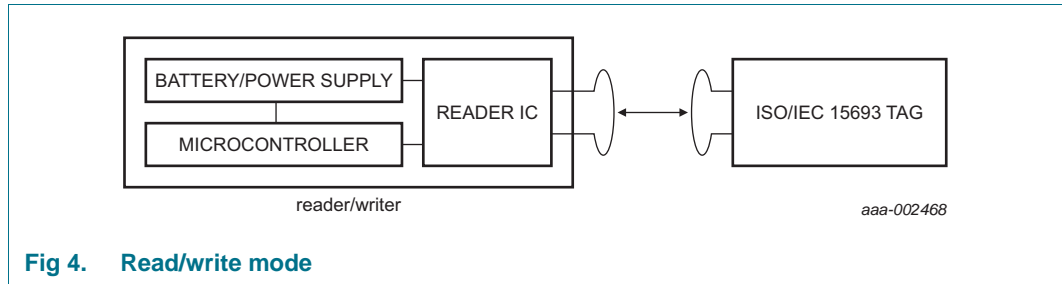 BATTERY/POWER SUPPLY
MICROCONTROLLER
READER IC
ISO/IEC 15693 TAG
reader/writer
aaa-002468
Fig 4. Read/write mode